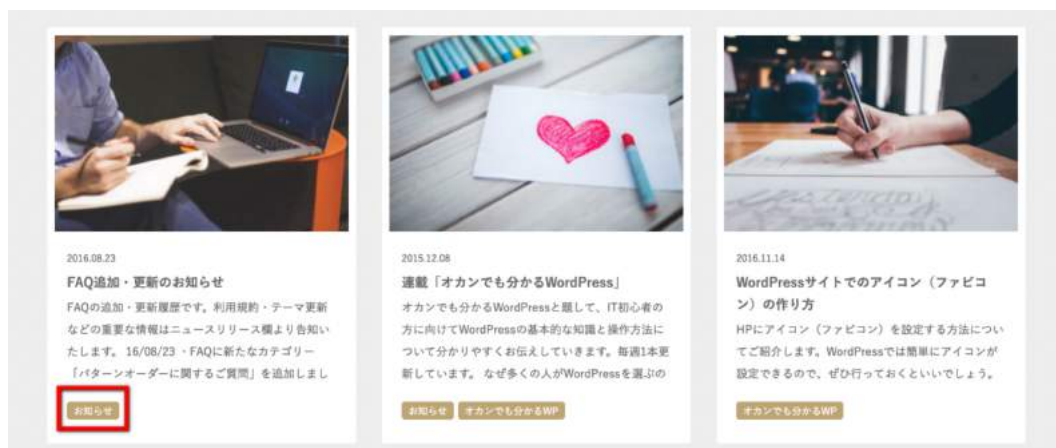 2016.08.23
FAQ追加・更新のお知らせ
FAQの追加・更新履歴です。利用規約・テーマ更新
などの重要な情報はニュースリリース欄より告知い
たします。 16/08/23 ・FAQに新たなカテゴリー
「パターンオーダーに関するご質問」を追加しまし
お知らせ
2015.12.08
連載「オカンでも分かるWordPress」
オカンでも分かるWordPressと題して、IT初心者の
方に向けてWordPressの基本的な知識と操作方法に
ついて分かりやすくお伝えしていきます。毎週1本更
新しています。 なぜ多くの人がWordPressを選ぶの
お知らせ オカンでも分かるWP
2016.11.14
WordPressサイトでのアイコン（ファビコ
ン）の作り方
HPにアイコン（ファビコン）を設定する方法につい
てご紹介します。WordPressでは簡単にアイコンが
設定できるので、ぜひ行っておくといいでしょう。
オカンでも分かるWP